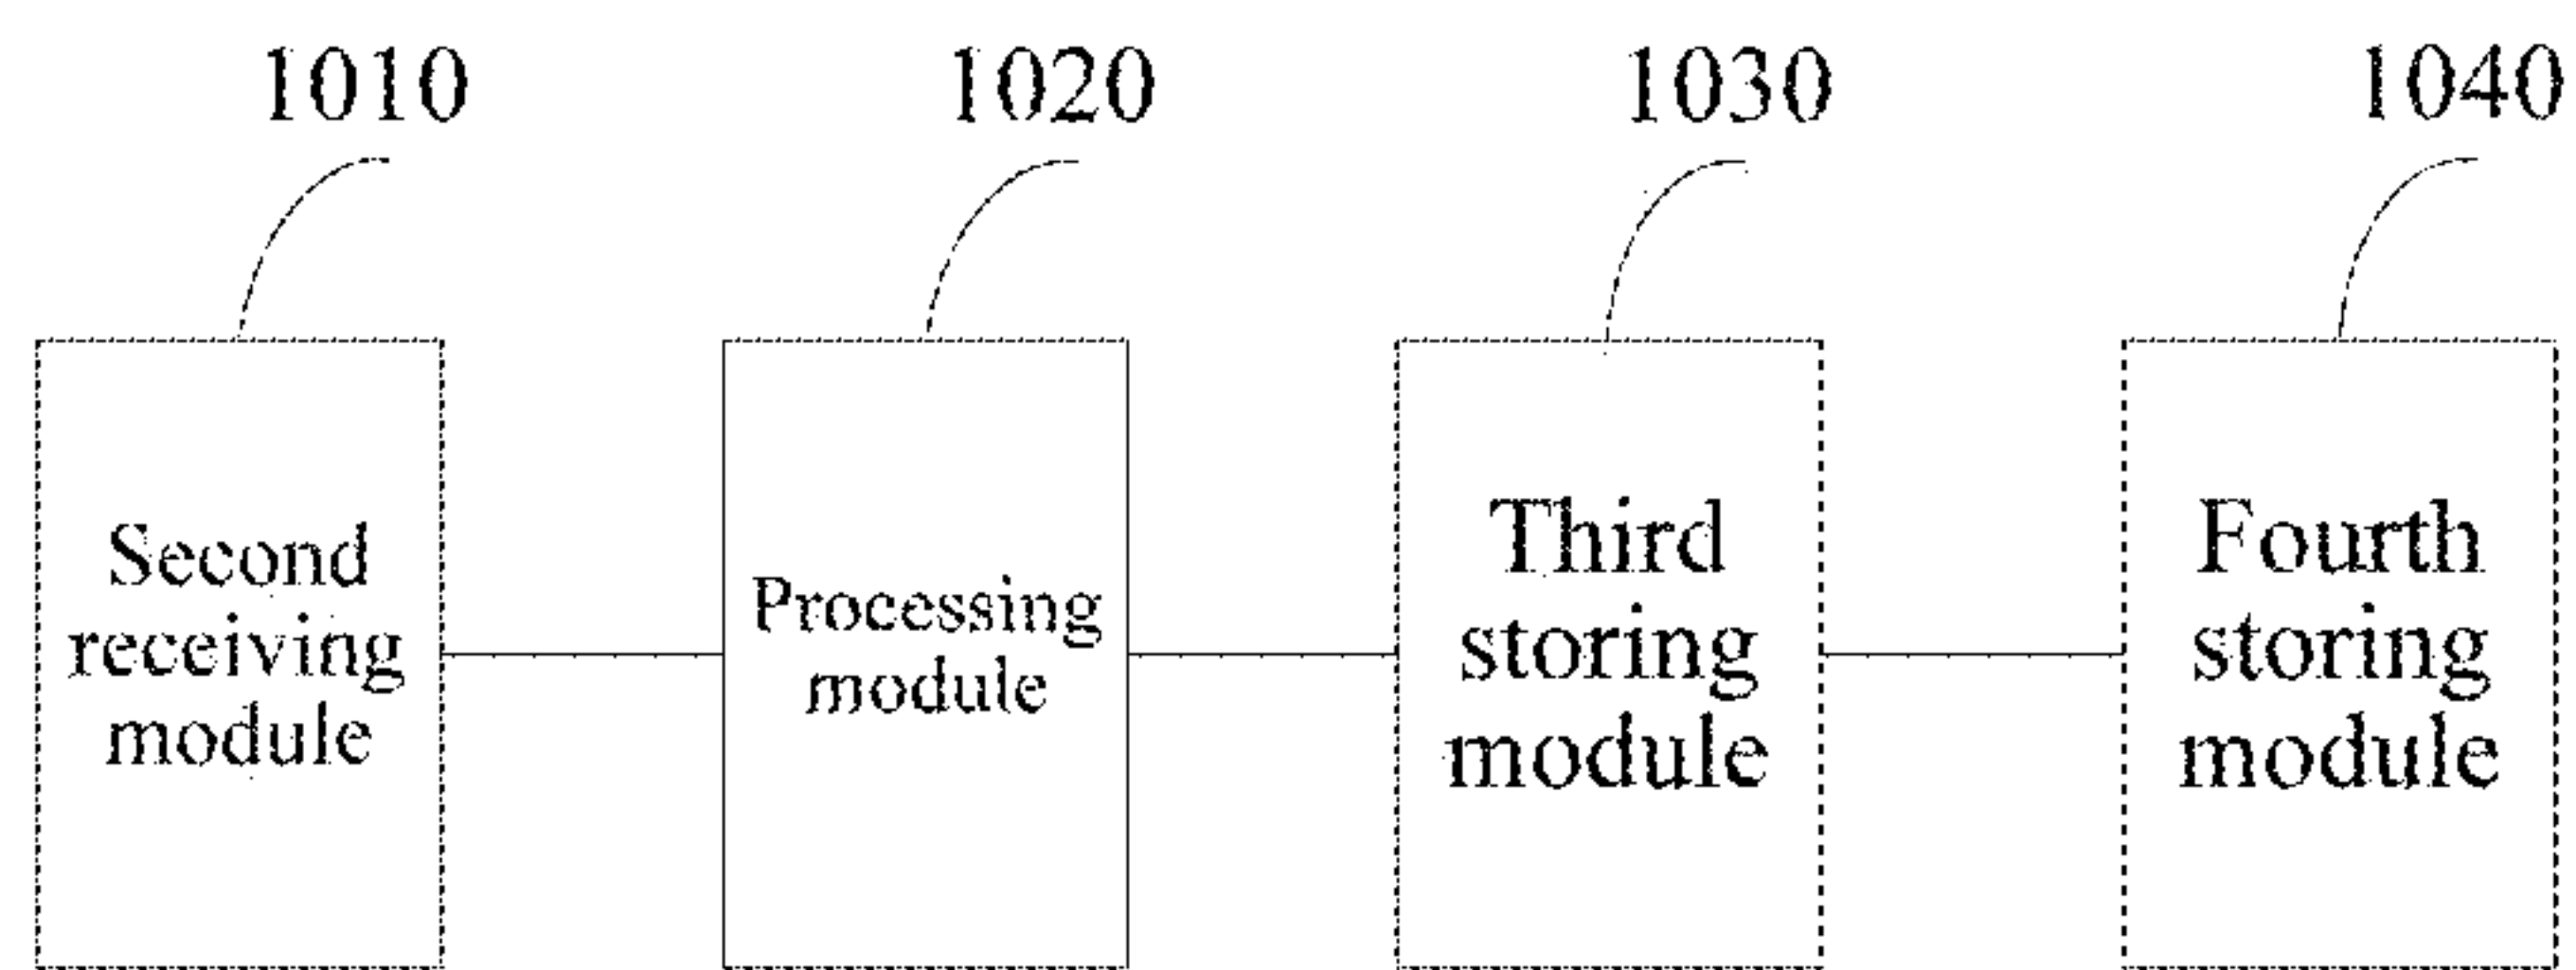 1010
1020
1030
1040
Second
receiving
module
Processing
module
Third
storing
module
Fourth
storing
module